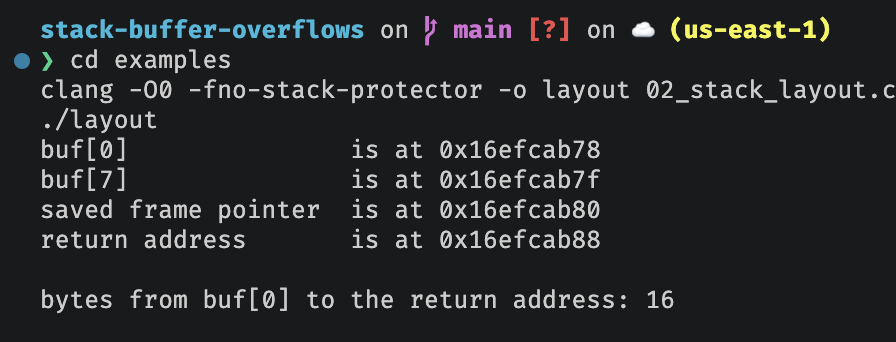 stack-buffer-overflows on main [?] on ☁️ (us-east-1)
❯ cd examples
clang -O0 -fno-stack-protector -o layout 02_stack_layout.c
./layout
buf[0]               is at 0x16efcab78
buf[7]               is at 0x16efcab7f
saved frame pointer  is at 0x16efcab80
return address       is at 0x16efcab88

bytes from buf[0] to the return address: 16